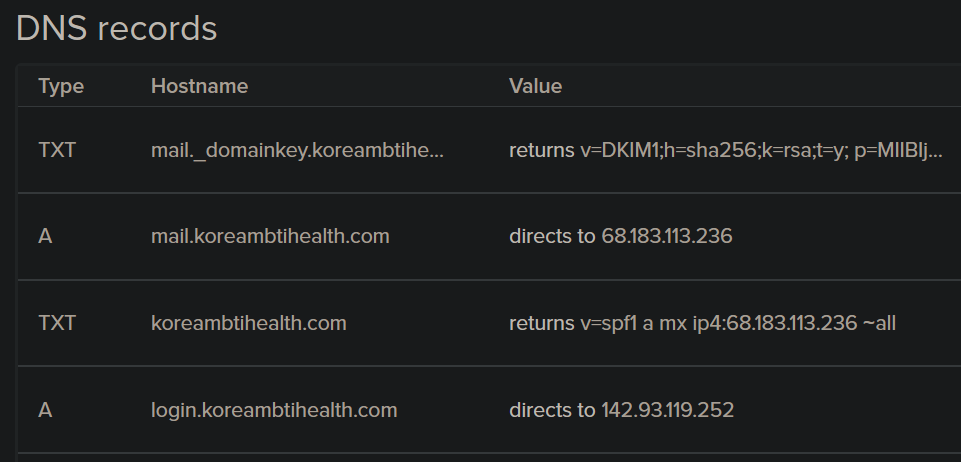 DNS records
Type Hostname Value
TXT mail._domainkey.koreambtihe... returns v=DKIM1;h=sha256;k=rsa;t=y; p=MIIBIj...
A mail.koreambtihealth.com directs to 68.183.113.236
TXT koreambtihealth.com returns v=spf1 a mx ip4:68.183.113.236 ~all
A login.koreambtihealth.com directs to 142.93.119.252